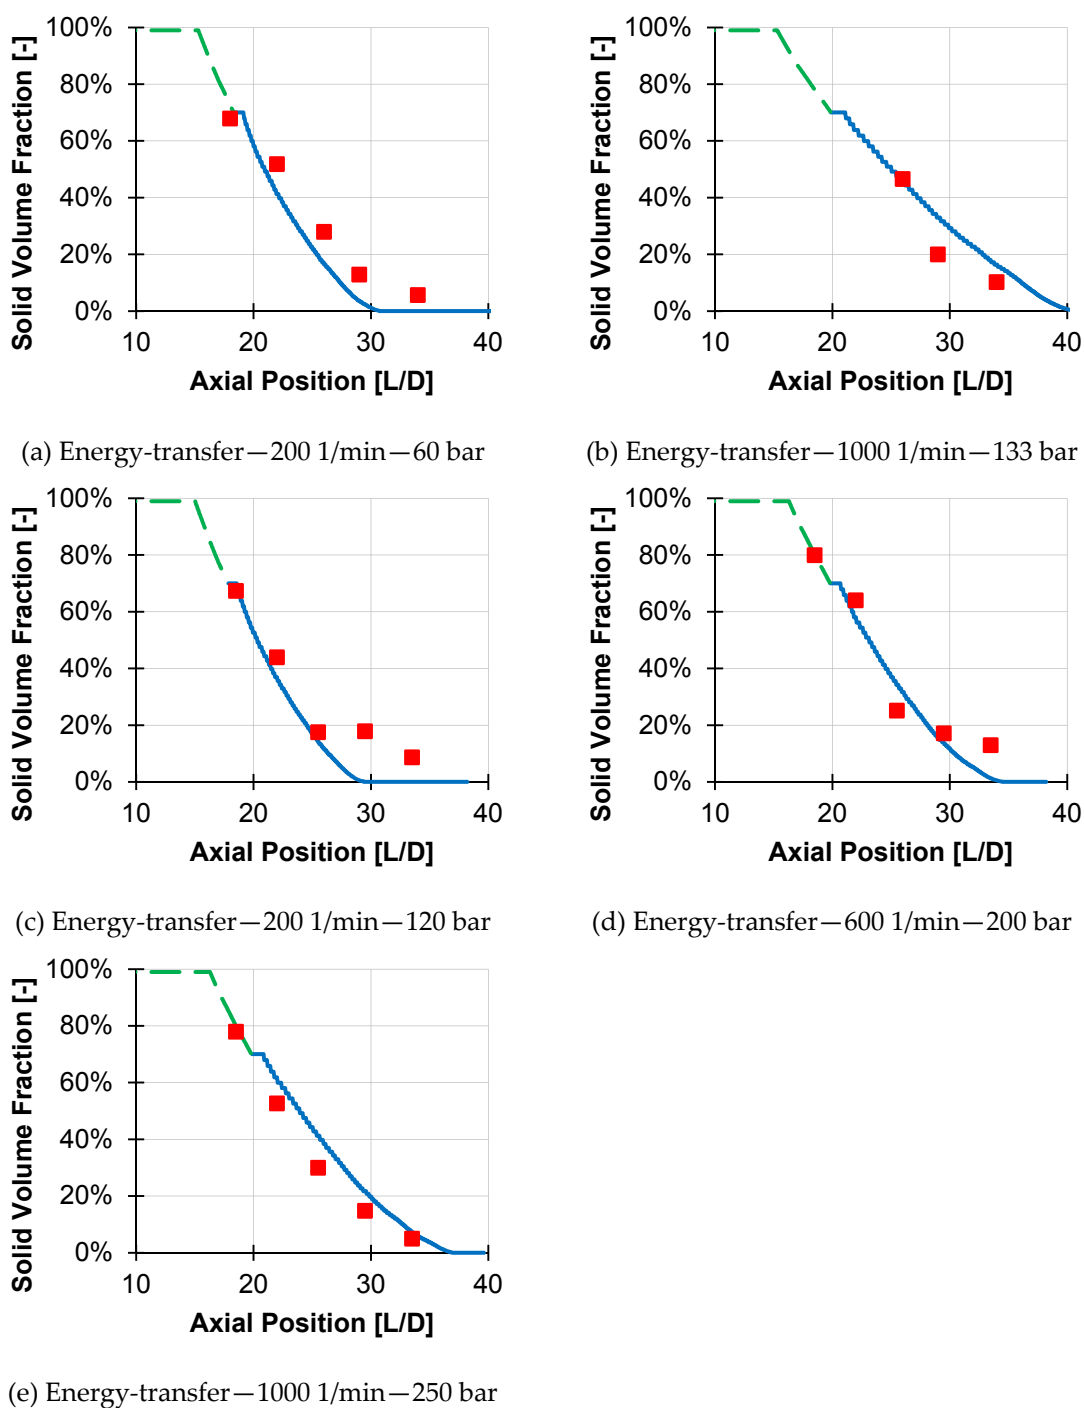 Solid Volume Fraction [-]
100%
80%
60%
40%
20%
0%
10 20 30 40
Axial Position [L/D]
(a) Energy-transfer—200 1/min—60 bar
Solid Volume Fraction [-]
100%
80%
60%
40%
20%
0%
10 20 30 40
Axial Position [L/D]
(b) Energy-transfer—1000 1/min—133 bar
Solid Volume Fraction [-]
100%
80%
60%
40%
20%
0%
10 20 30 40
Axial Position [L/D]
(c) Energy-transfer—200 1/min—120 bar
Solid Volume Fraction [-]
100%
80%
60%
40%
20%
0%
10 20 30 40
Axial Position [L/D]
(d) Energy-transfer—600 1/min—200 bar
Solid Volume Fraction [-]
100%
80%
60%
40%
20%
0%
10 20 30 40
Axial Position [L/D]
(e) Energy-transfer—1000 1/min—250 bar